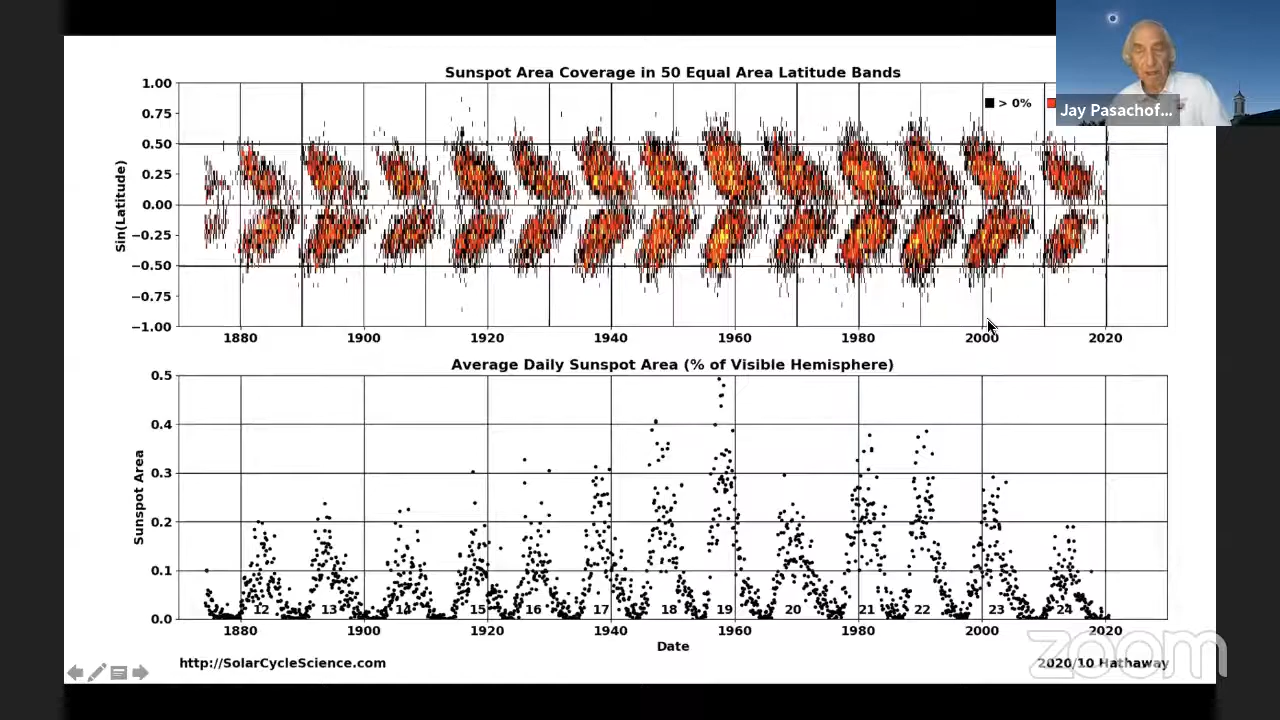 Sunspot Area Coverage in 50 Equal Area Latitude Bands
> 0%
Jay Pasachof...
Sin(Latitude)
1.00
0.75
0.50
0.25
0.00
−0.25
−0.50
−0.75
−1.00
1880 1900 1920 1940 1960 1980 2000 2020
Average Daily Sunspot Area (% of Visible Hemisphere)
Sunspot Area
0.5
0.4
0.3
0.2
0.1
0.0
12 13 14 15 16 17 18 19 20 21 22 23 24
1880 1900 1920 1940 1960 1980 2000 2020
Date
http://SolarCycleScience.com
2020/10 Hathaway
zoom